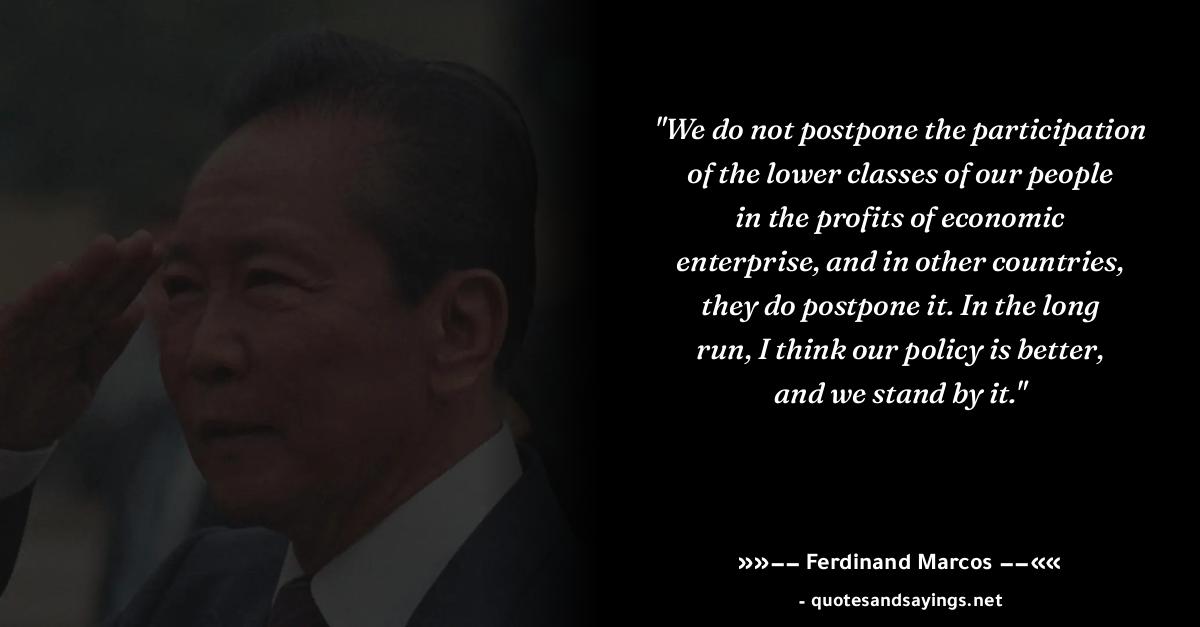 "We do not postpone the participation
of the lower classes of our people
in the profits of economic
enterprise, and in other countries,
they do postpone it. In the long
run, I think our policy is better,
and we stand by it."
»»-- Ferdinand Marcos --««
- quotesandsayings.net